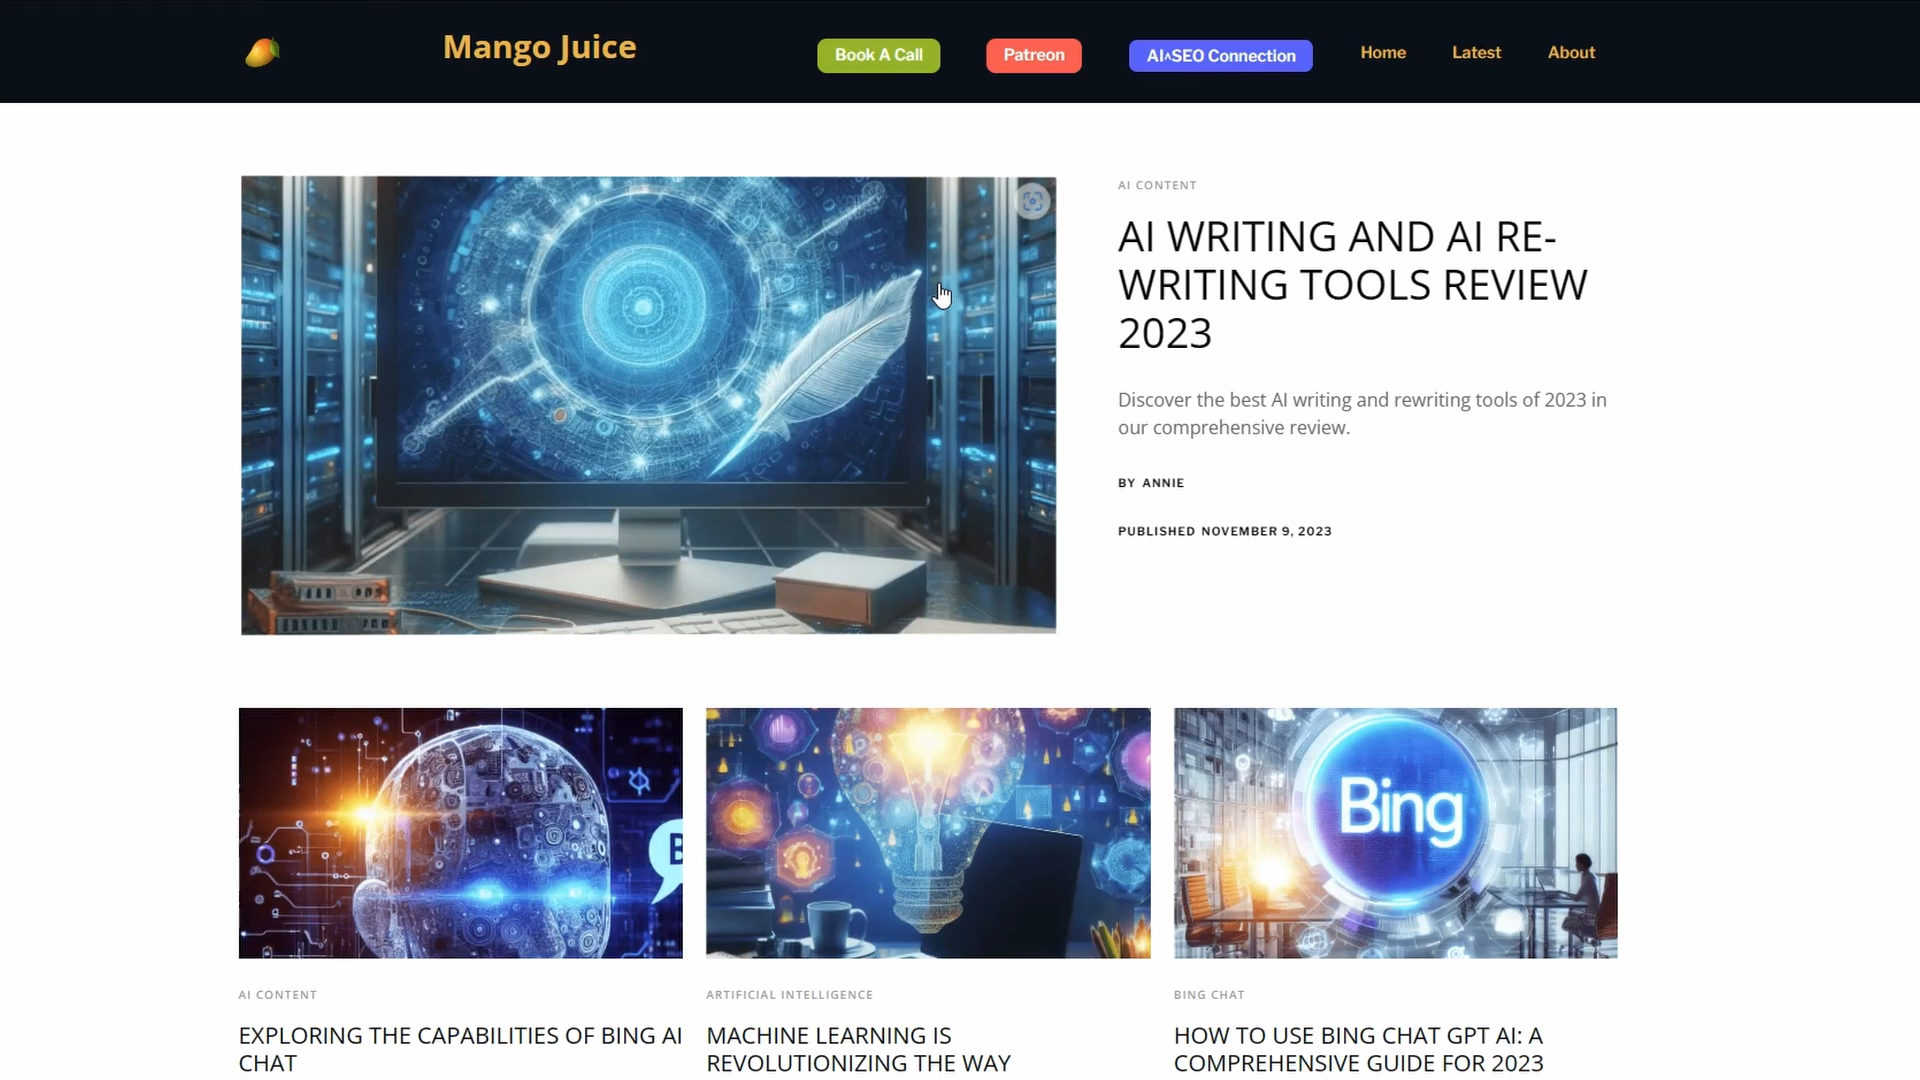 Mango Juice
Book A Call
Patreon
AI^SEO Connection
Home
Latest
About
AI CONTENT
AI WRITING AND AI RE-
WRITING TOOLS REVIEW
2023
Discover the best AI writing and rewriting tools of 2023 in
our comprehensive review.
BY ANNIE
PUBLISHED NOVEMBER 9, 2023
B
Bing
AI CONTENT
EXPLORING THE CAPABILITIES OF BING AI
CHAT
ARTIFICIAL INTELLIGENCE
MACHINE LEARNING IS
REVOLUTIONIZING THE WAY
BING CHAT
HOW TO USE BING CHAT GPT AI: A
COMPREHENSIVE GUIDE FOR 2023